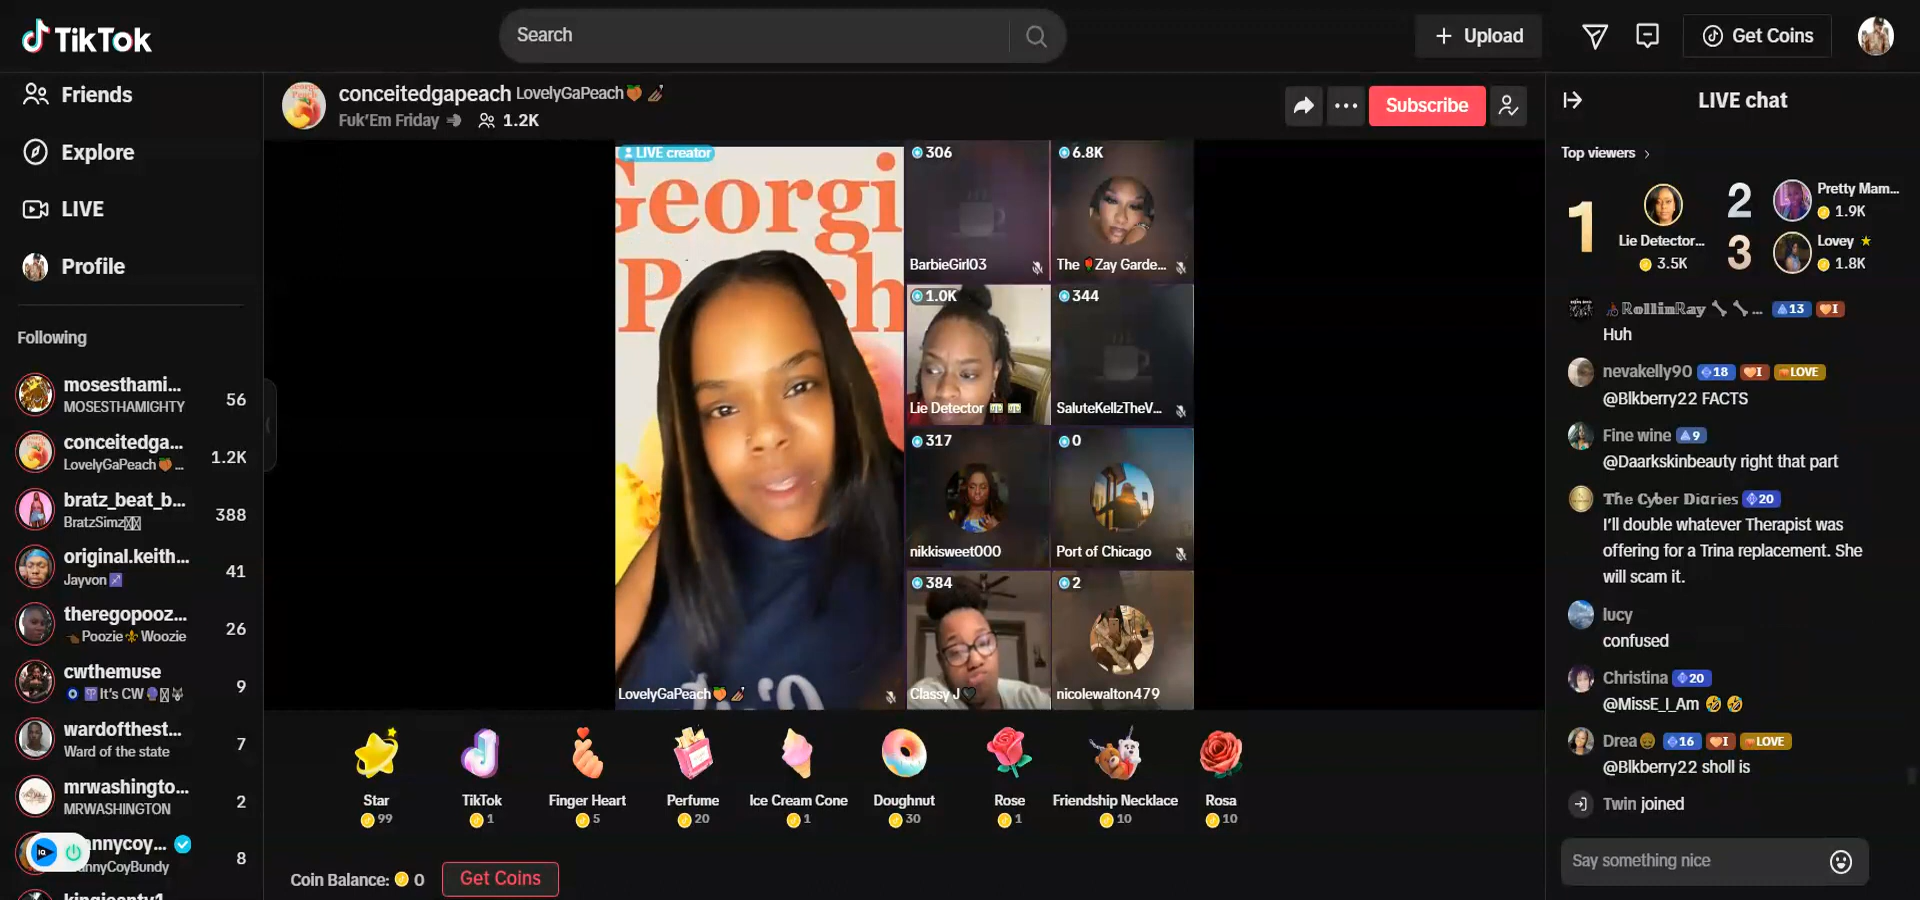 TikTok
Search
Upload
Get Coins
Friends
Explore
LIVE
Profile
Following
mosesthami...
MOSESTHAMIGHTY
56
conceitedga...
LovelyGaPeach🍑 ...
1.2K
bratz_beat_b...
BratzSimz
388
original.keith...
Jayvon♐
41
theregopooz...
Poozie⚜Woozie
26
cwthemuse
It's CW
9
wardofthest...
Ward of the state
7
mrwashingto...
MRWASHINGTON
2
annycoy...
annyCoyBundy
8
conceitedgapeach LovelyGaPeach🍑💅🏾
Fuk'Em Friday 💨 1.2K
Subscribe
LIVE creator
Georgi
P ch
LovelyGaPeach🍑💅🏾
306
BarbieGirl03
6.8K
The 🌹Zay Garde...
1.0K
Lie Detector
344
SaluteKellzTheV...
317
nikkisweet000
0
Port of Chicago
384
Classy J🖤
2
nicolewalton479
Star
99
TikTok
1
Finger Heart
5
Perfume
20
Ice Cream Cone
1
Doughnut
30
Rose
1
Friendship Necklace
10
Rosa
10
Coin Balance: 0
Get Coins
LIVE chat
Top viewers
1
Lie Detector...
3.5K
2
Pretty Mam...
1.9K
3
Lovey ★
1.8K
ℝ𝕠𝕝𝕝𝕚𝕟ℝ𝕒𝕪 🦴 🦴 ... 13 I
Huh
nevakelly90 18 I LOVE
@Blkberry22 FACTS
Fine wine 9
@Daarkskinbeauty right that part
The Cyber Diaries 20
I'll double whatever Therapist was
offering for a Trina replacement. She
will scam it.
lucy
confused
Christina 20
@MissE_I_Am 🤣 🤣
Drea 16 I LOVE
@Blkberry22 sholl is
Twin joined
Say something nice